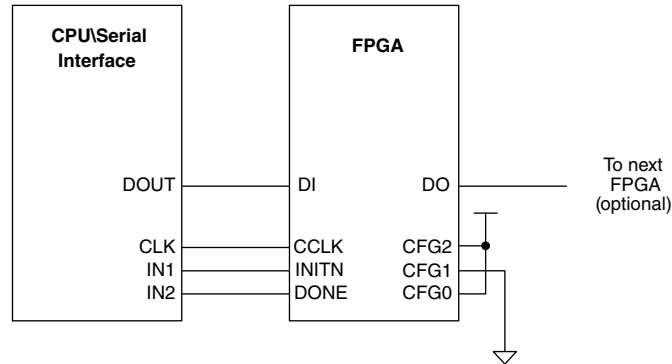 CPU\Serial
Interface
FPGA
DOUT
DI
DO
To next
FPGA
(optional)
CLK
CCLK
CFG2
IN1
INITN
CFG1
IN2
DONE
CFG0